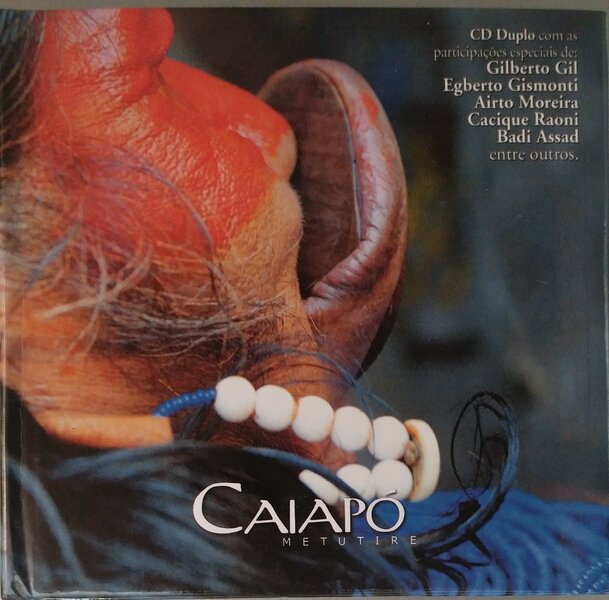 CD Duplo com as
participações especiais de:
Gilberto Gil
Egberto Gismonti
Airto Moreira
Cacique Raoni
Badi Assad
entre outros.
CAIAPÓ
METUTIRE